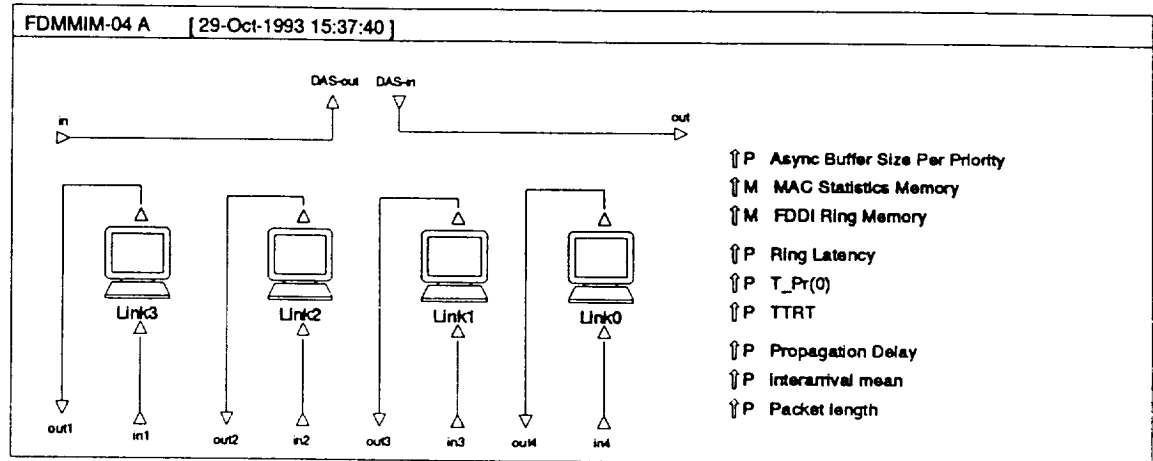 FDMMIM-04 A [ 29-Oct-1993 15:37:40 ]
DAS-out DAS-in
in out
⇧P Async Buffer Size Per Priority
⇧M MAC Statistics Memory
⇧M FDDI Ring Memory
⇧P Ring Latency
⇧P T_Pr(0)
⇧P TTRT
⇧P Propagation Delay
⇧P Interarrival mean
⇧P Packet length
Link3 Link2 Link1 Link0
out1 in1 out2 in2 out3 in3 out4 in4